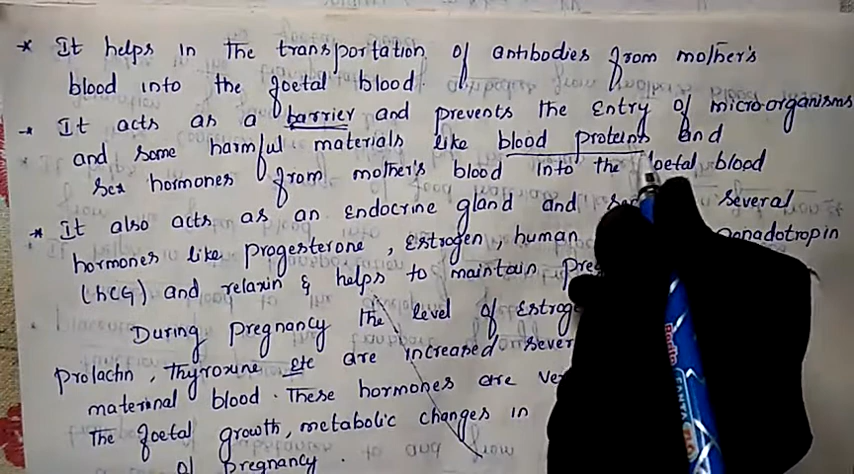 * It helps in the transportation of antibodies from mother's
blood into the foetal blood.
* It acts as a barrier and prevents the entry of microorganisms
and some harmful materials like blood proteins and
sex hormones from mother's blood into the foetal blood
* It also acts as an endocrine gland and several
hormones like progesterone, Estrogen, human gonadotropin
(hCG) and relaxin & helps to maintain
During pregnancy the level of
prolachn, Thyroxine etc are increased
maternal blood. These hormones are
the foetal growth, metabolic changes in
of pregnancy.